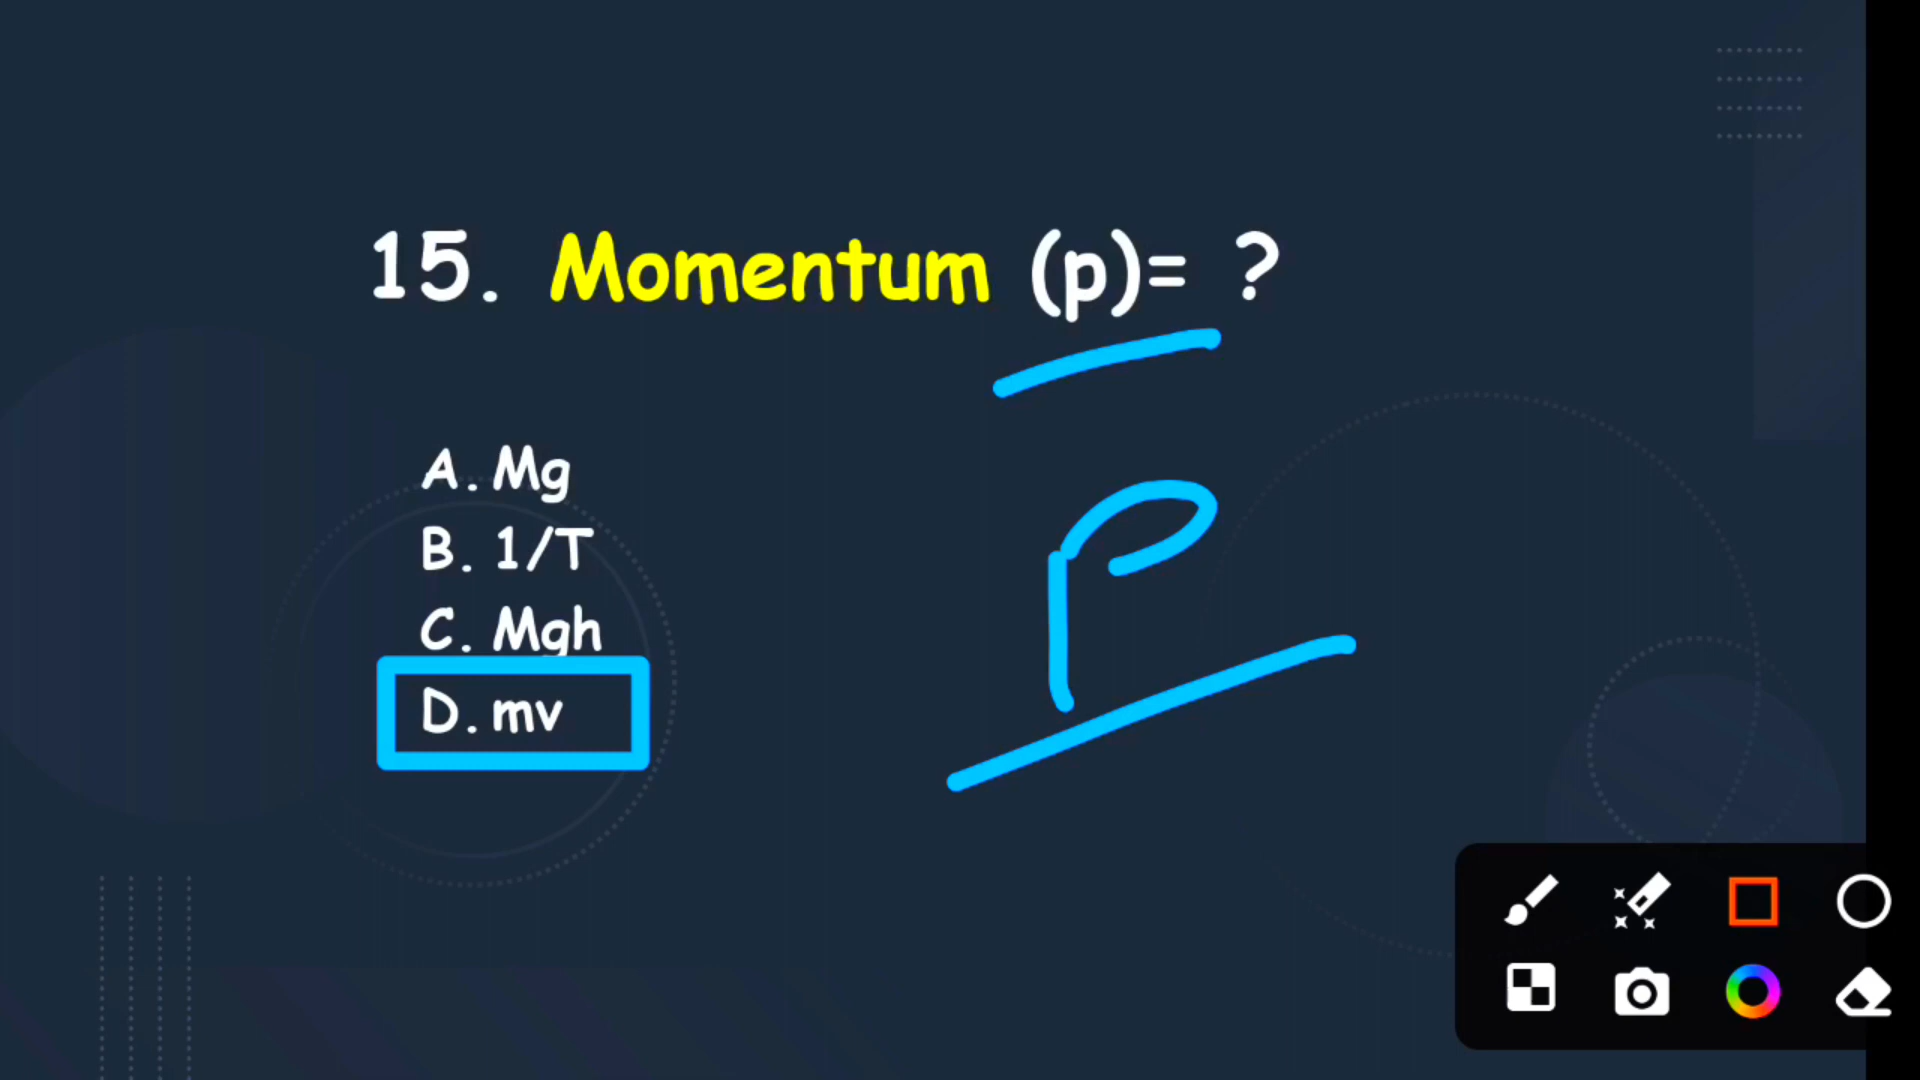 15. Momentum (p)= ?
A. Mg
B. 1/T
C. Mgh
D. mv
P